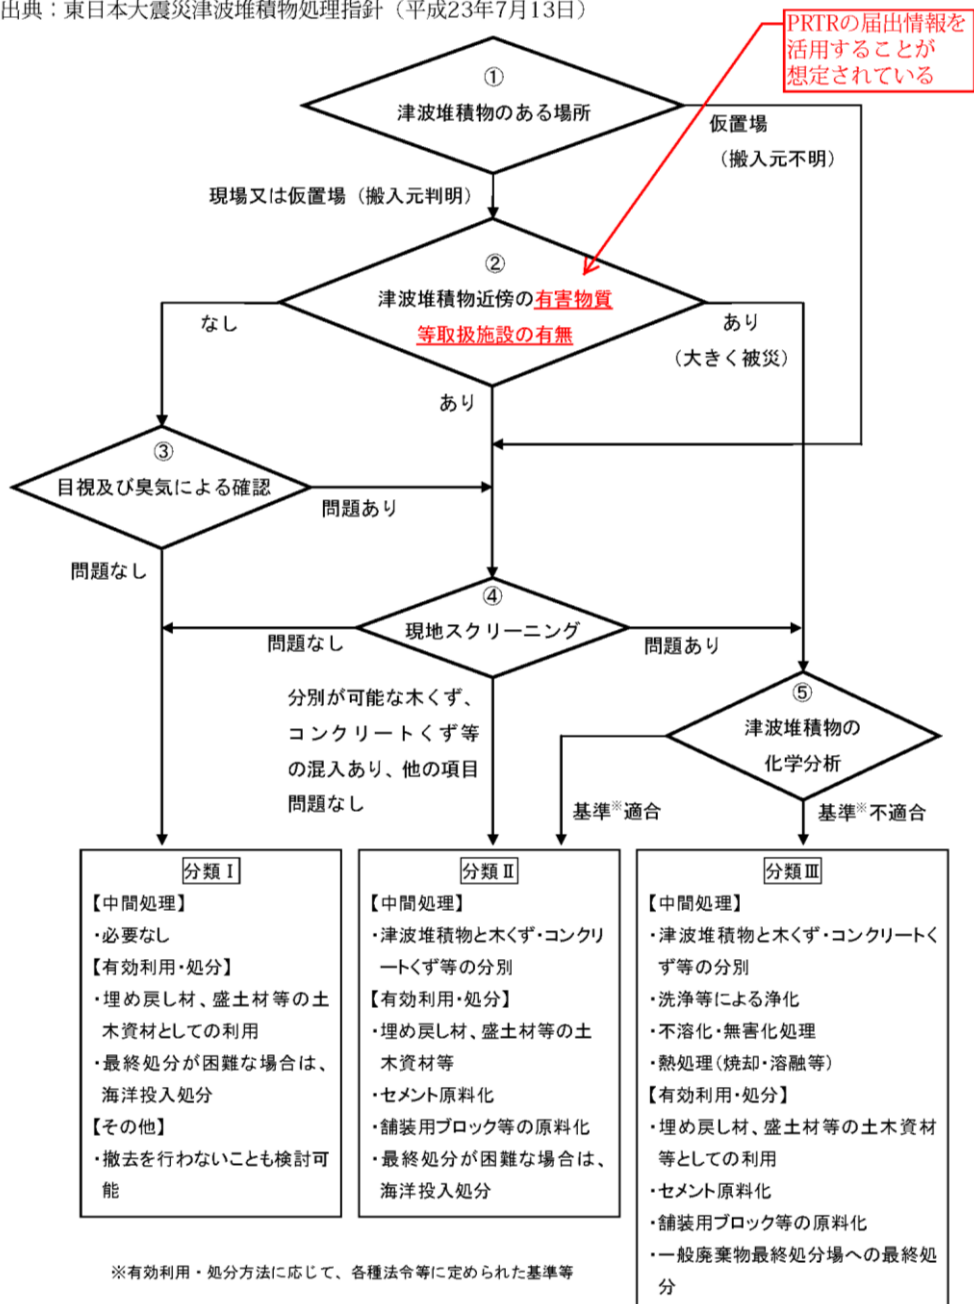 出典：東日本大震災津波堆積物処理指針（平成23年7月13日）
PRTRの届出情報を
活用することが
想定されている
①
津波堆積物のある場所
仮置場
（搬入元不明）
現場又は仮置場（搬入元判明）
②
津波堆積物近傍の有害物質
等取扱施設の有無
なし
あり
（大きく被災）
あり
③
目視及び臭気による確認
問題あり
問題なし
④
現地スクリーニング
問題なし
問題あり
分別が可能な木くず、
コンクリートくず等
の混入あり、他の項目
問題なし
⑤
津波堆積物の
化学分析
基準※適合
基準※不適合
分類Ⅰ
【中間処理】
・必要なし
【有効利用・処分】
・埋め戻し材、盛土材等の土
木資材としての利用
・最終処分が困難な場合は、
海洋投入処分
【その他】
・撤去を行わないことも検討可
能
分類Ⅱ
【中間処理】
・津波堆積物と木くず・コンクリ
ートくず等の分別
【有効利用・処分】
・埋め戻し材、盛土材等の土
木資材等
・セメント原料化
・舗装用ブロック等の原料化
・最終処分が困難な場合は、
海洋投入処分
分類Ⅲ
【中間処理】
・津波堆積物と木くず・コンクリートく
ず等の分別
・洗浄等による浄化
・不溶化・無害化処理
・熱処理（焼却・溶融等）
【有効利用・処分】
・埋め戻し材、盛土材等の土木資材
等としての利用
・セメント原料化
・舗装用ブロック等の原料化
・一般廃棄物最終処分場への最終処
分
※有効利用・処分方法に応じて、各種法令等に定められた基準等